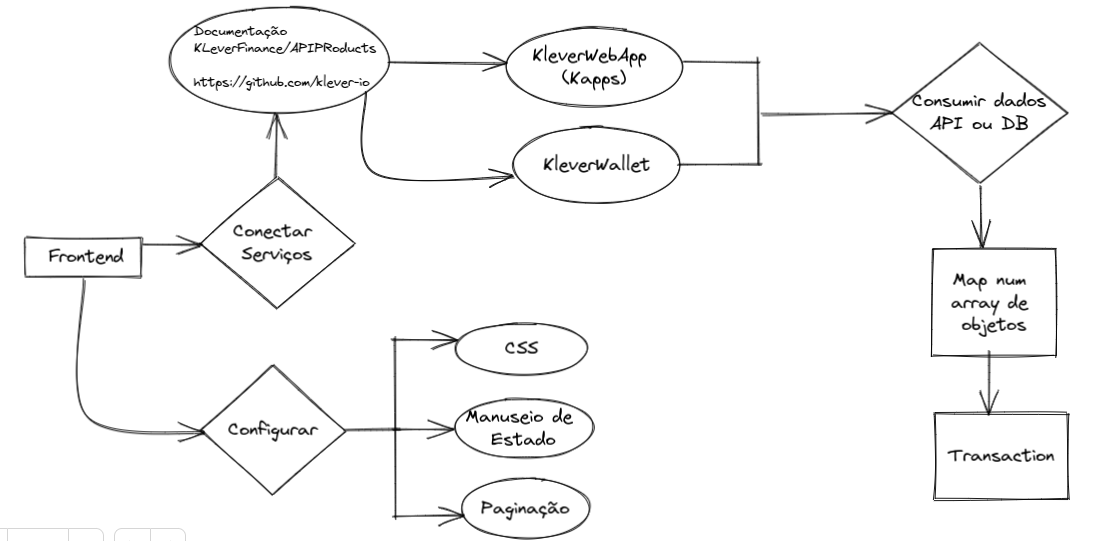 Documentação
KLeverFinance/APIPRoducts
https://github.com/klever-io
KleverWebApp
(Kapps)
KleverWallet
Consumir dados
API ou DB
Conectar
Serviços
Frontend
Map num
array de
objetos
CSS
Configurar
Manuseio de
Estado
Transaction
Paginação